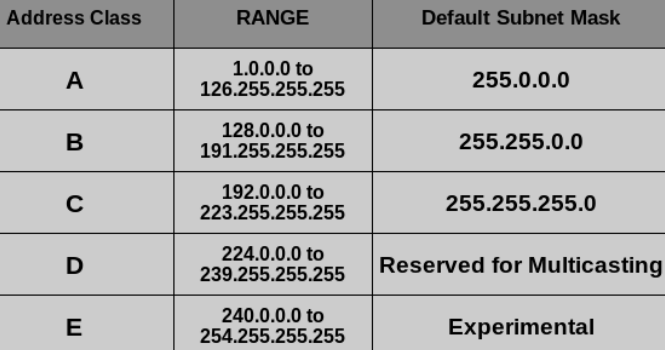 Address Class RANGE Default Subnet Mask
A 1.0.0.0 to 126.255.255.255 255.0.0.0
B 128.0.0.0 to 191.255.255.255 255.255.0.0
C 192.0.0.0 to 223.255.255.255 255.255.255.0
D 224.0.0.0 to 239.255.255.255 Reserved for Multicasting
E 240.0.0.0 to 254.255.255.255 Experimental